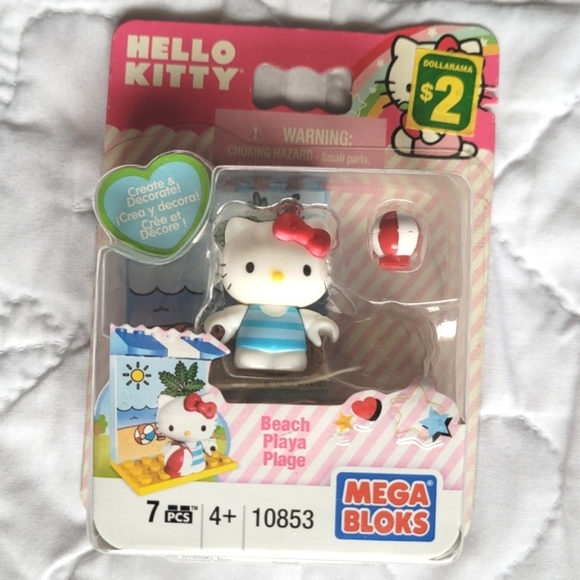 HELLO
KITTY®
DOLLARAMA
$2
WARNING:
CHOKING HAZARD - Small parts.
Create &
Decorate!
¡Crea y decora!
Crée et
Décore !
Beach
Playa
Plage
7 PCS™ 4+ 10853
MEGA
BLOKS®